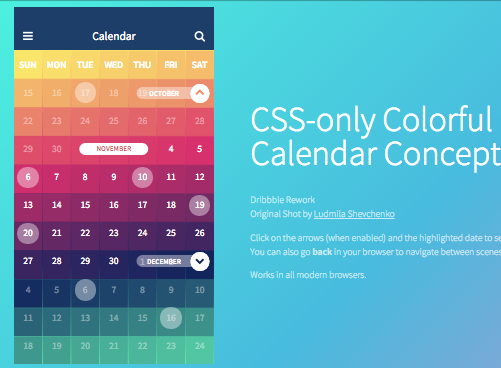 Calendar
SUN MON TUE WED THU FRI SAT
15 16 17 18 19 OCTOBER
22 23 24 25 26 27 28
29 30 NOVEMBER 4 5
6 7 8 9 10 11 12
13 14 15 16 17 18 19
20 21 22 23 24 25 26
27 28 29 30 1 DECEMBER
4 5 6 7 8 9 10
11 12 13 14 15 16 17
18 19 20 21 22 23 24
CSS-only Colorful
Calendar Concept
Dribbble Rework
Original Shot by Ludmila Shevchenko
Click on the arrows (when enabled) and the highlighted date to se
You can also go back in your browser to navigate between scenes
Works in all modern browsers.